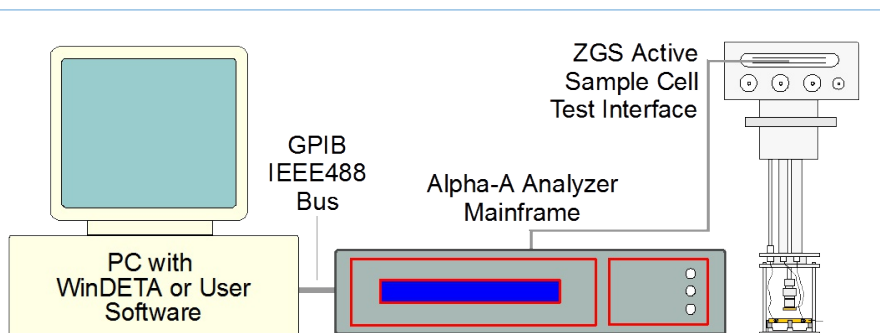 ZGS Active
Sample Cell
Test Interface
GPIB
IEEE488
Bus
Alpha-A Analyzer
Mainframe
PC with
WinDETA or User
Software